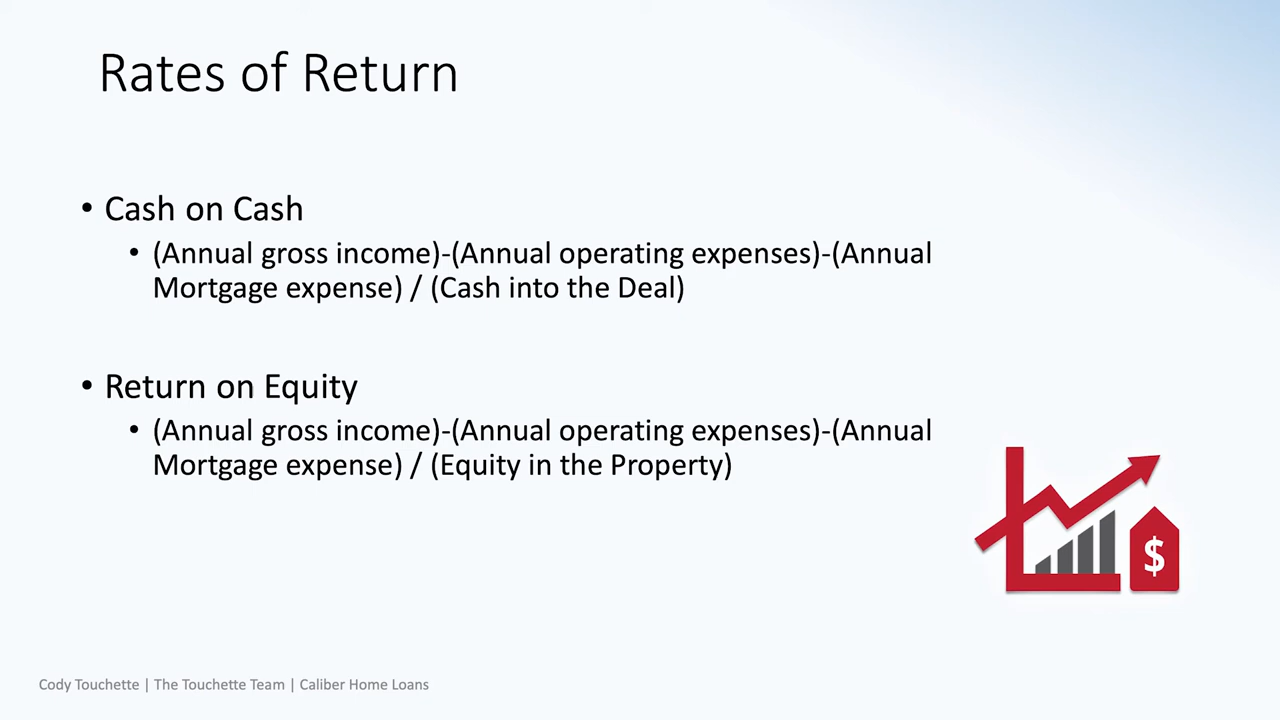 Rates of Return
• Cash on Cash
• (Annual gross income)-(Annual operating expenses)-(Annual
Mortgage expense) / (Cash into the Deal)
• Return on Equity
• (Annual gross income)-(Annual operating expenses)-(Annual
Mortgage expense) / (Equity in the Property)
$
Cody Touchette | The Touchette Team | Caliber Home Loans